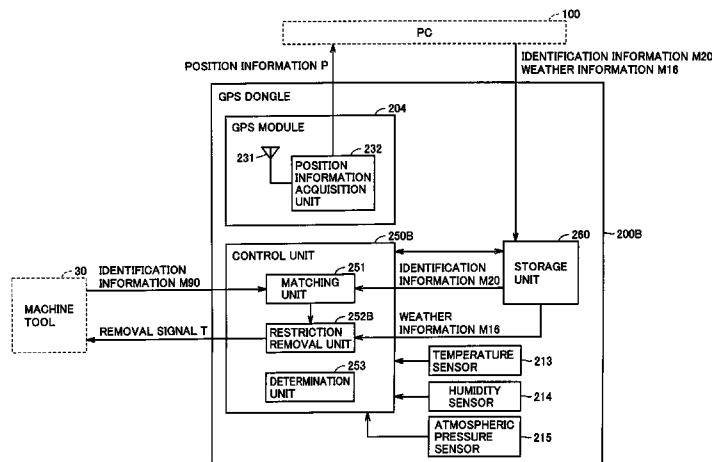 100
PC
POSITION INFORMATION P
IDENTIFICATION INFORMATION M20
WEATHER INFORMATION M16
GPS DONGLE
204
GPS MODULE
231
232
POSITION
INFORMATION
ACQUISITION
UNIT
250B
260
200B
CONTROL UNIT
STORAGE
UNIT
30
IDENTIFICATION
INFORMATION M90
251
MATCHING
UNIT
IDENTIFICATION
INFORMATION M20
MACHINE
TOOL
REMOVAL SIGNAL T
252B
RESTRICTION
REMOVAL UNIT
WEATHER
INFORMATION M16
253
DETERMINATION
UNIT
TEMPERATURE
SENSOR
213
HUMIDITY
SENSOR
214
ATMOSPHERIC
PRESSURE
SENSOR
215